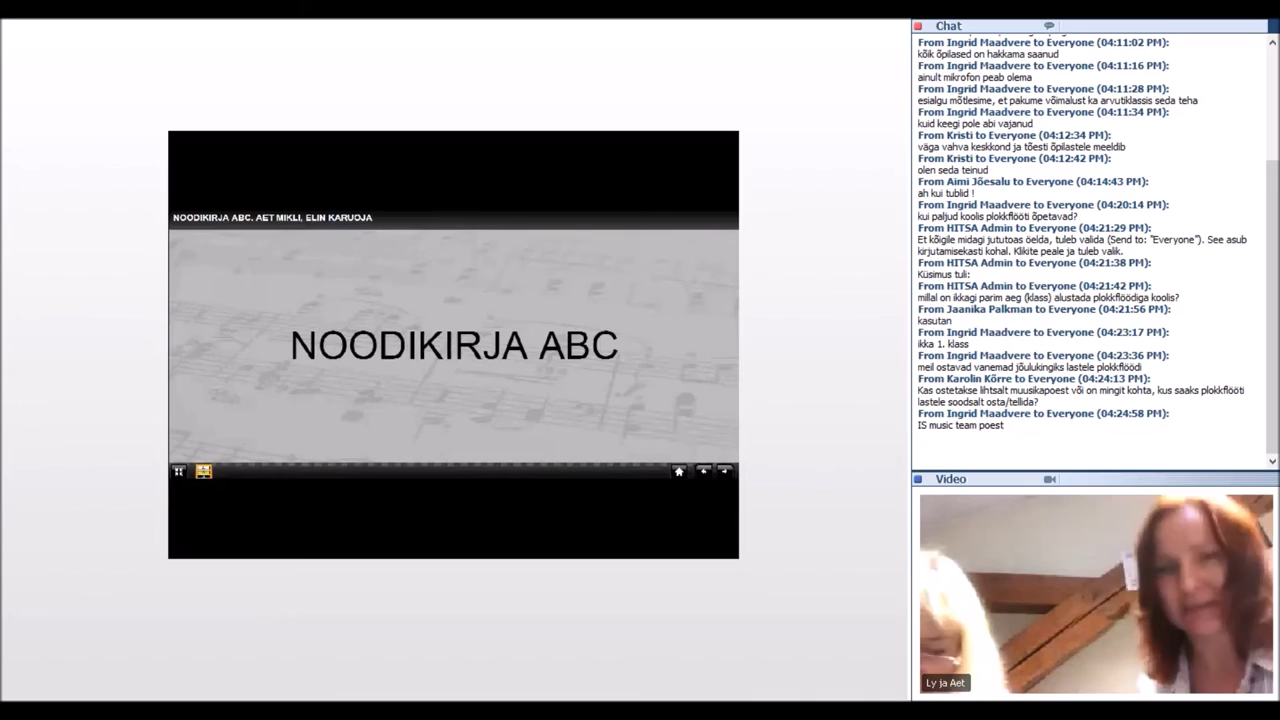 NOODIKIRJA ABC. AET MIKLI, ELIN KARUOJA
NOODIKIRJA ABC
Chat
From Ingrid Maadvere to Everyone (04:11:02 PM):
kõik õpilased on hakkama saanud
From Ingrid Maadvere to Everyone (04:11:16 PM):
ainult mikrofon peab olema
From Ingrid Maadvere to Everyone (04:11:28 PM):
esialgu mõtlesime, et pakume võimalust ka arvutiklassis seda teha
From Ingrid Maadvere to Everyone (04:11:34 PM):
kuid keegi pole abi vajanud
From Kristi to Everyone (04:12:34 PM):
väga vahva keskkond ja tõesti õpilastele meeldib
From Kristi to Everyone (04:12:42 PM):
olen seda teinud
From Aimi Jõesalu to Everyone (04:14:43 PM):
ah kui tublid !
From Ingrid Maadvere to Everyone (04:20:14 PM):
kui paljud koolis plokkflööti õpetavad?
From HITSA Admin to Everyone (04:21:29 PM):
Et kõigile midagi jututoas öelda, tuleb valida (Send to: "Everyone"). See asub
kirjutamisekasti kohal. Klikite peale ja tuleb valik.
From HITSA Admin to Everyone (04:21:38 PM):
Küsimus tuli:
From HITSA Admin to Everyone (04:21:42 PM):
millal on ikkagi parim aeg (klass) alustada plokkflöödiga koolis?
From Jaanika Palkman to Everyone (04:21:56 PM):
kasutan
From Ingrid Maadvere to Everyone (04:23:17 PM):
ikka 1. klass
From Ingrid Maadvere to Everyone (04:23:36 PM):
meil ostavad vanemad jõulukingiks lastele plokkflöödi
From Karolin Kõrre to Everyone (04:24:13 PM):
Kas ostetakse lihtsalt muusikapoest või on mingit kohta, kus saaks plokkflööti
lastele soodsalt osta/tellida?
From Ingrid Maadvere to Everyone (04:24:58 PM):
IS music team poest
Video
Ly ja Aet